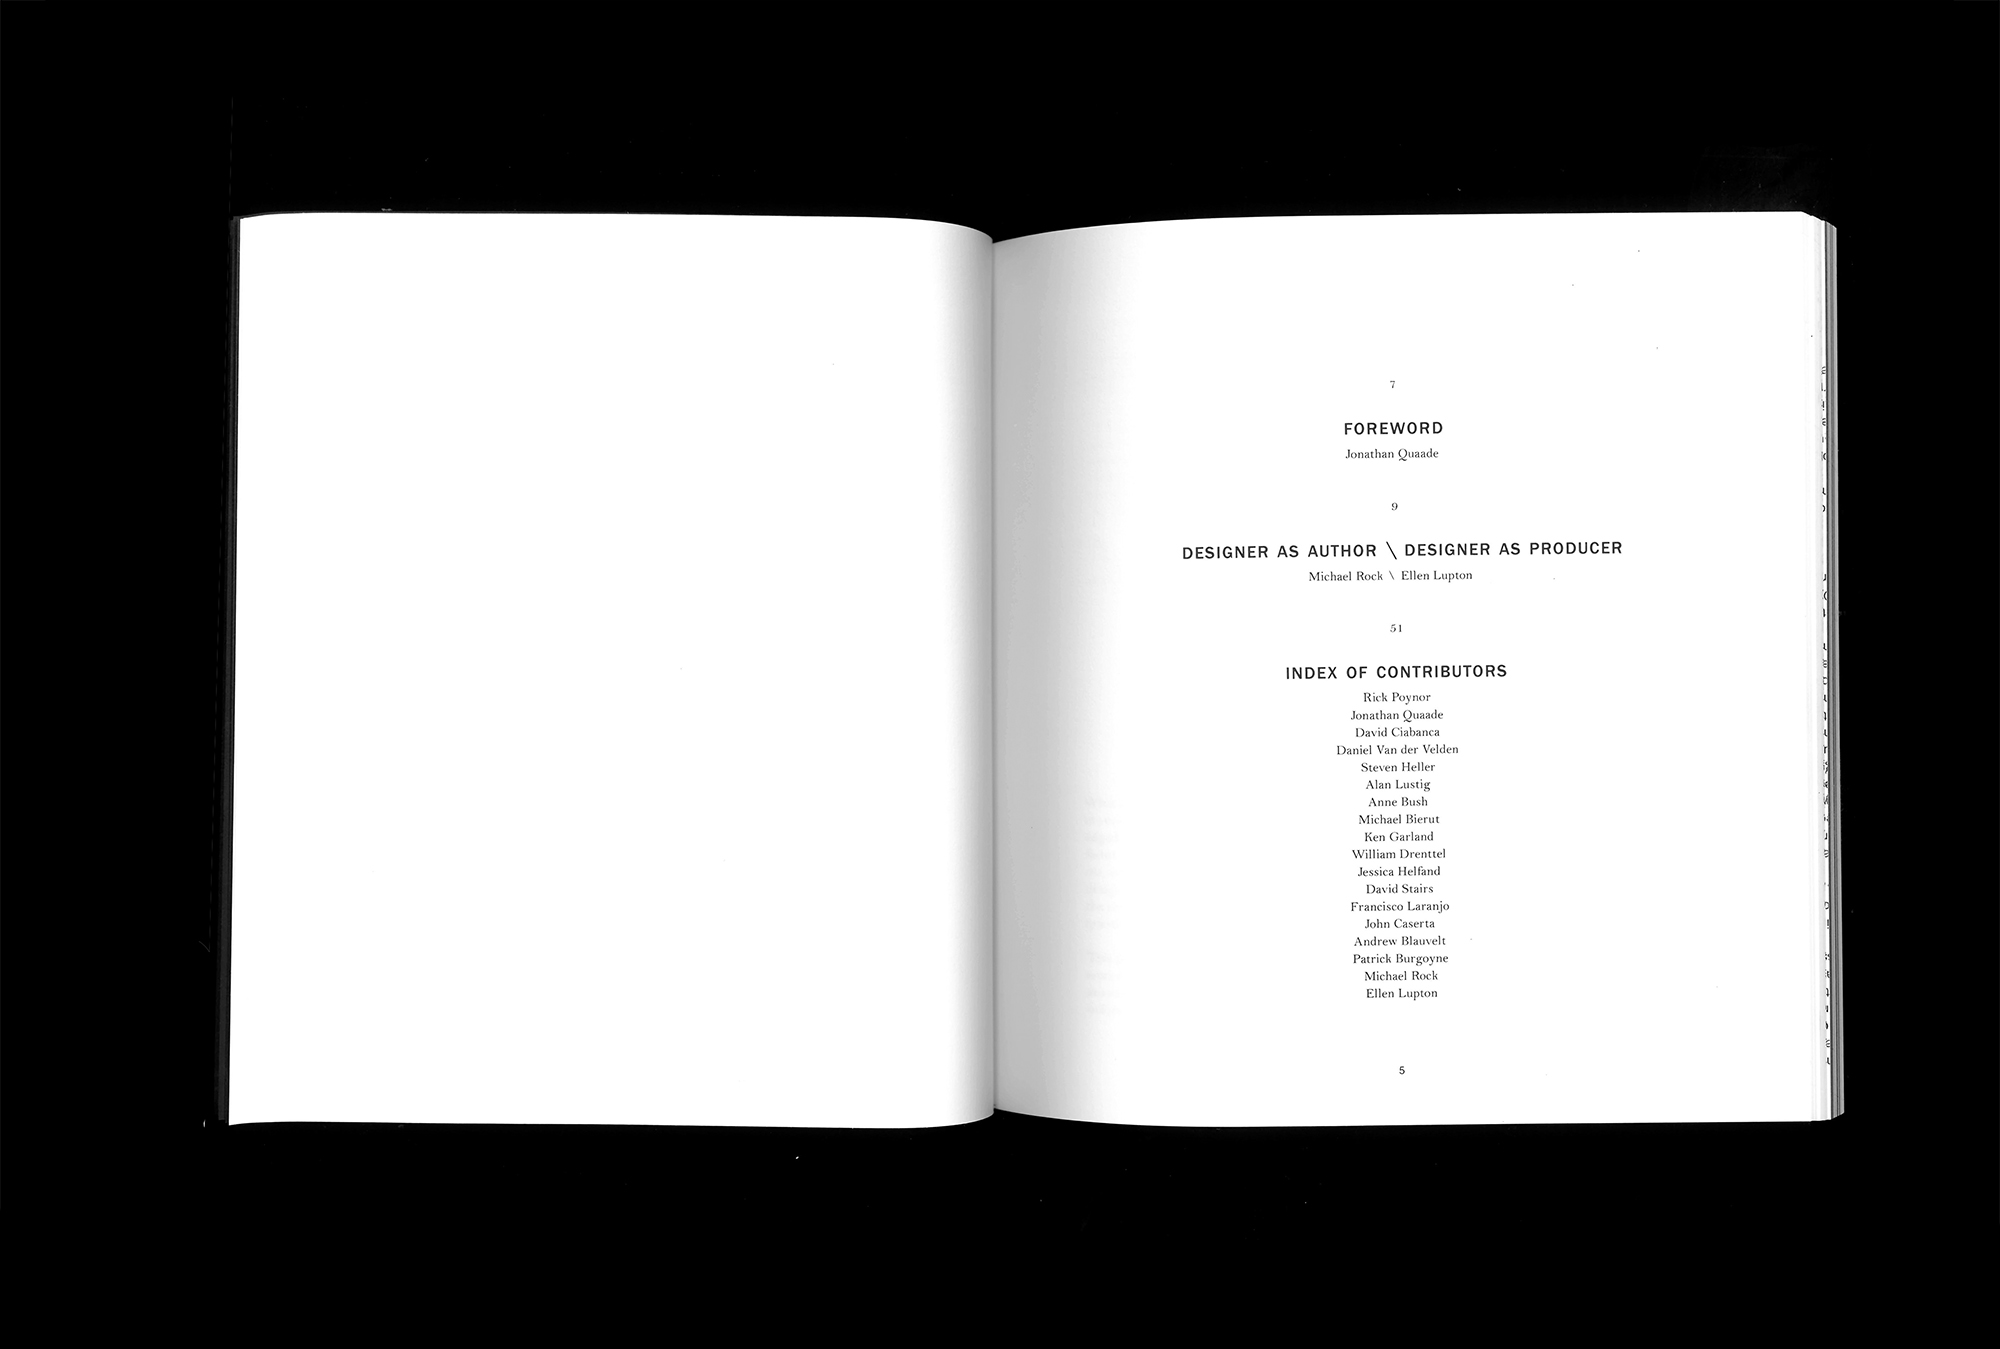 7
FOREWORD
Jonathan Quaade
9
DESIGNER AS AUTHOR \ DESIGNER AS PRODUCER
Michael Rock \ Ellen Lupton
51
INDEX OF CONTRIBUTORS
Rick Poynor
Jonathan Quaade
David Ciabanca
Daniel Van der Velden
Steven Heller
Alan Lustig
Anne Bush
Michael Bierut
Ken Garland
William Drenttel
Jessica Helfand
David Stairs
Francisco Laranjo
John Caserta
Andrew Blauvelt
Patrick Burgoyne
Michael Rock
Ellen Lupton
5